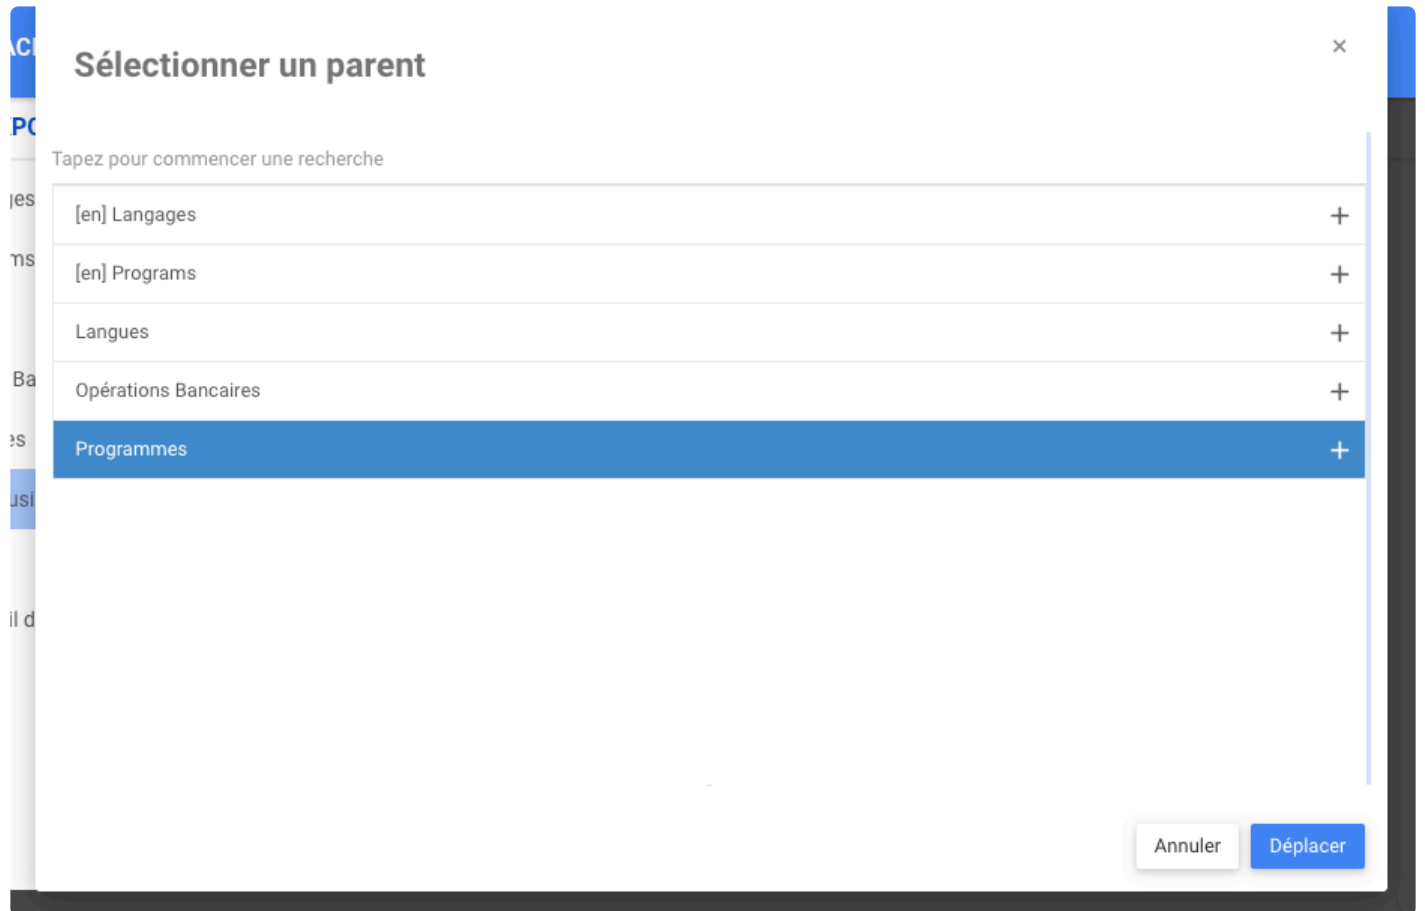 Sélectionner un parent
×
Tapez pour commencer une recherche
[en] Langages
[en] Programs
Langues
Opérations Bancaires
Programmes
Annuler
Déplacer